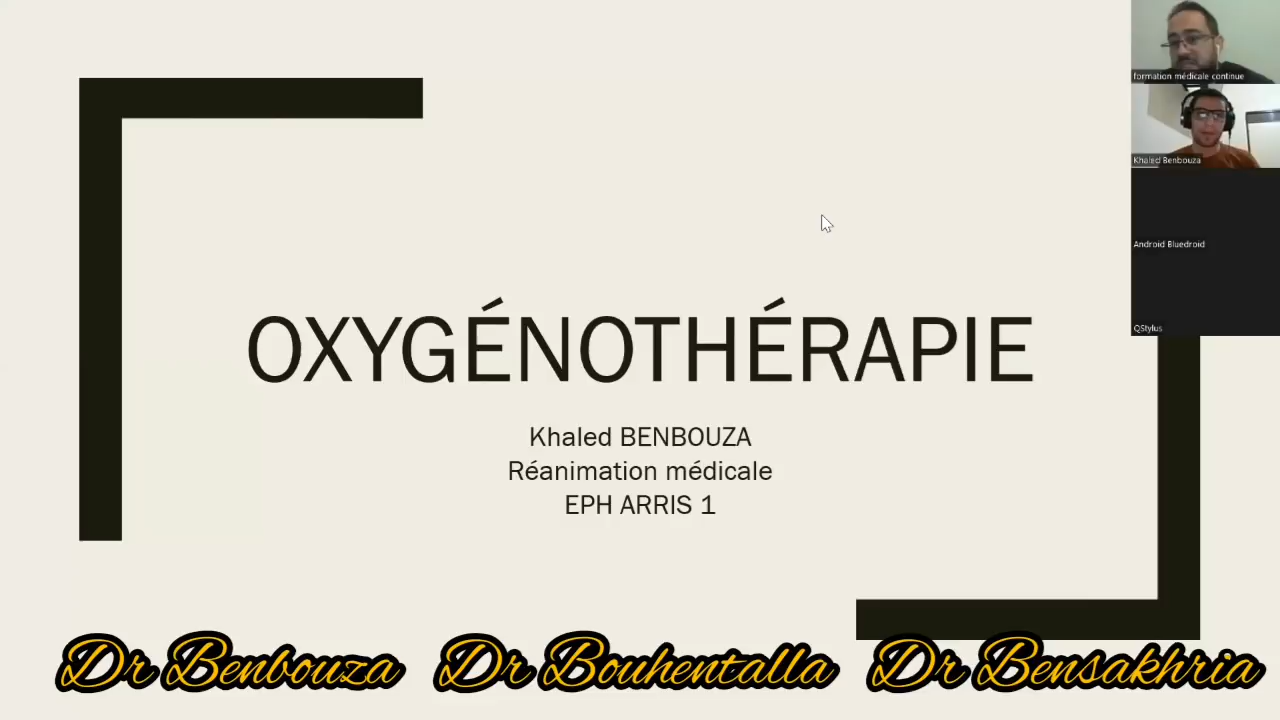 formation médicale continue
Khaled Benbouza
Android Bluedroid
QStylus
OXYGÉNOTHÉRAPIE
Khaled BENBOUZA
Réanimation médicale
EPH ARRIS 1
Dr Benbouza Dr Bouhentalla Dr Bensakhria